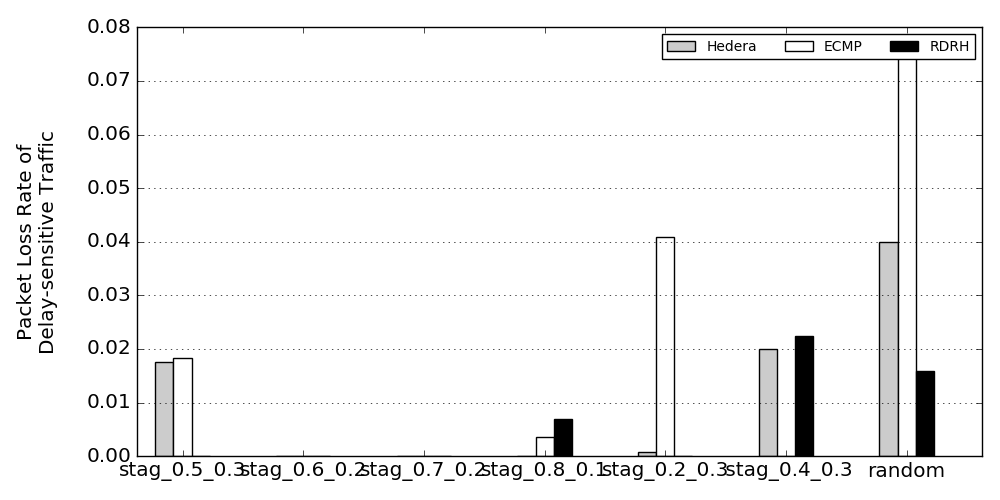 0.08
Hedera ECMP RDRH
0.07
0.06
0.05
0.04
0.03
0.02
0.01
0.00
Packet Loss Rate of
Delay-sensitive Traffic
stag_0.5_0.3 stag_0.6_0.2 stag_0.7_0.2 stag_0.8_0.1 stag_0.2_0.3 stag_0.4_0.3 random